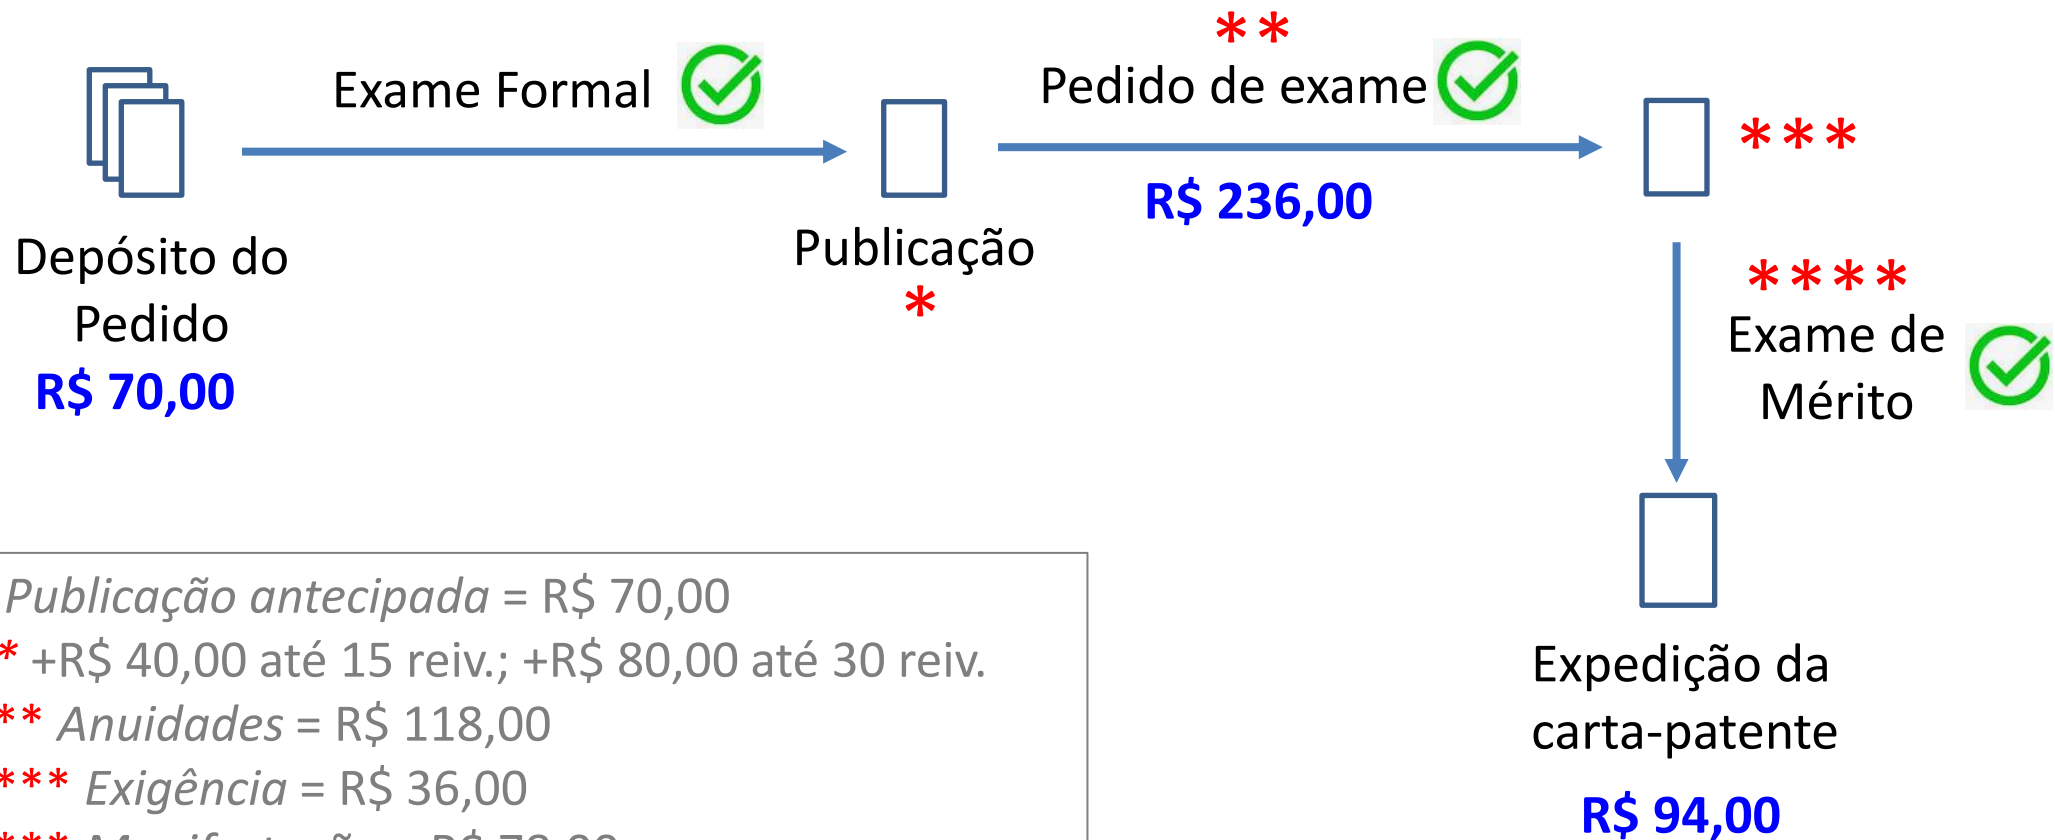 **
Exame Formal
Pedido de exame
***
R$ 236,00
Depósito do
Pedido
R$ 70,00
Publicação
*
****
Exame de
Mérito
Publicação antecipada = R$ 70,00
* +R$ 40,00 até 15 reiv.; +R$ 80,00 até 30 reiv.
** Anuidades = R$ 118,00
*** Exigência = R$ 36,00
***
Expedição da
carta-patente
R$ 94,00